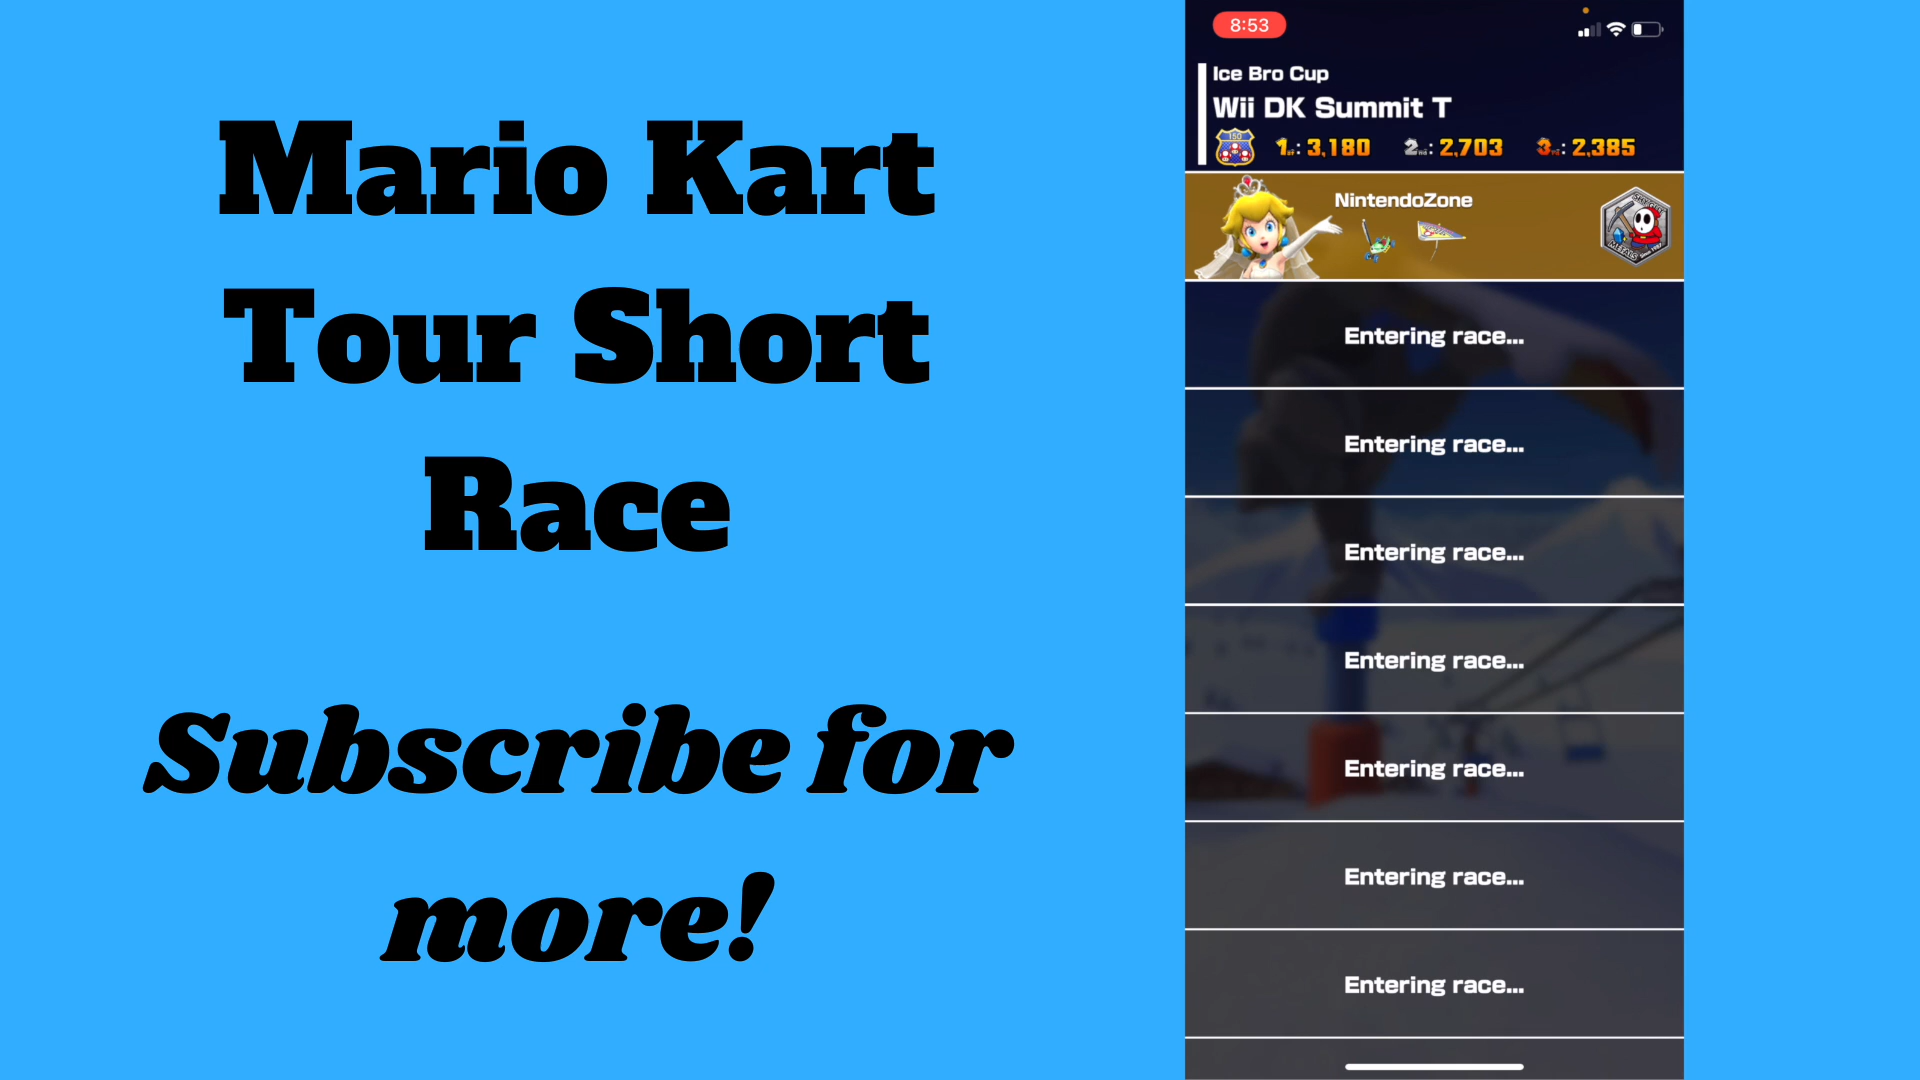 Mario Kart
Tour Short
Race
Subscribe for
more!
8:53
Ice Bro Cup
Wii DK Summit T
150
1st: 3,180 2nd: 2,703 3rd: 2,385
NintendoZone
METALS
Entering race...
Entering race...
Entering race...
Entering race...
Entering race...
Entering race...
Entering race...